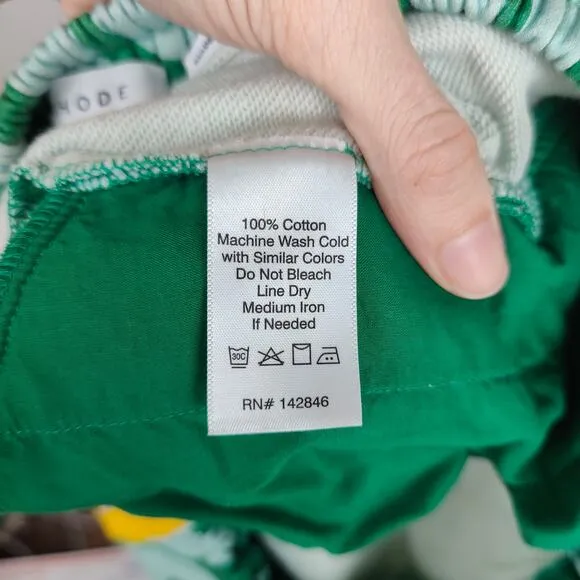 MODE
100% Cotton
Machine Wash Cold
with Similar Colors
Do Not Bleach
Line Dry
Medium Iron
If Needed
30C
RN# 142846